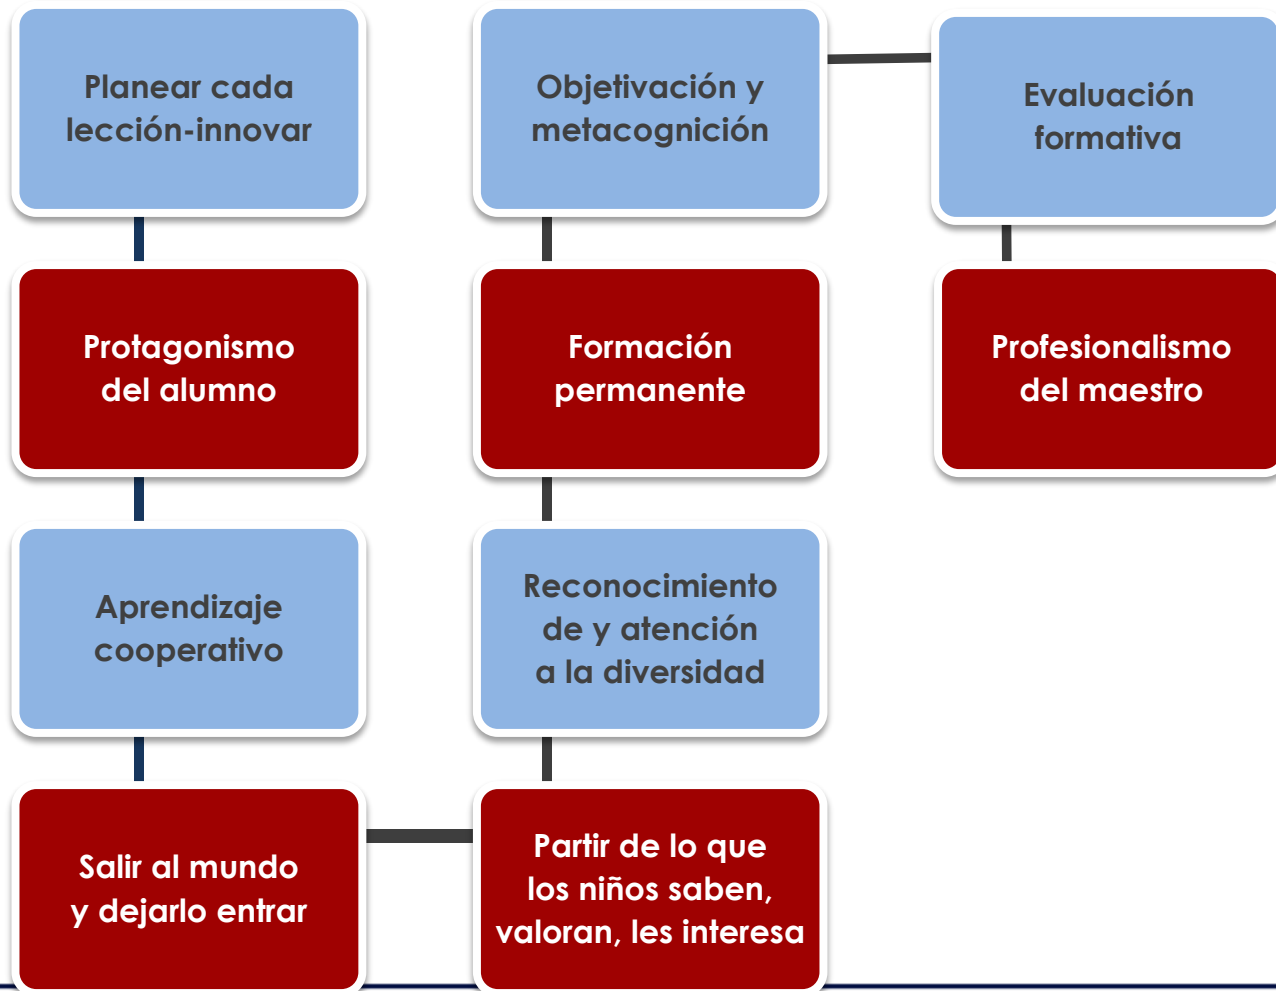 Planear cada
lección-innovar
Protagonismo
del alumno
Aprendizaje
cooperativo
Salir al mundo
y dejarlo entrar
Partir de lo que
los niños saben,
valoran, les interesa
Reconocimiento
de y atención
a la diversidad
Formación
permanente
Objetivación y
metacognición
Evaluación
formativa
Profesionalismo
del maestro